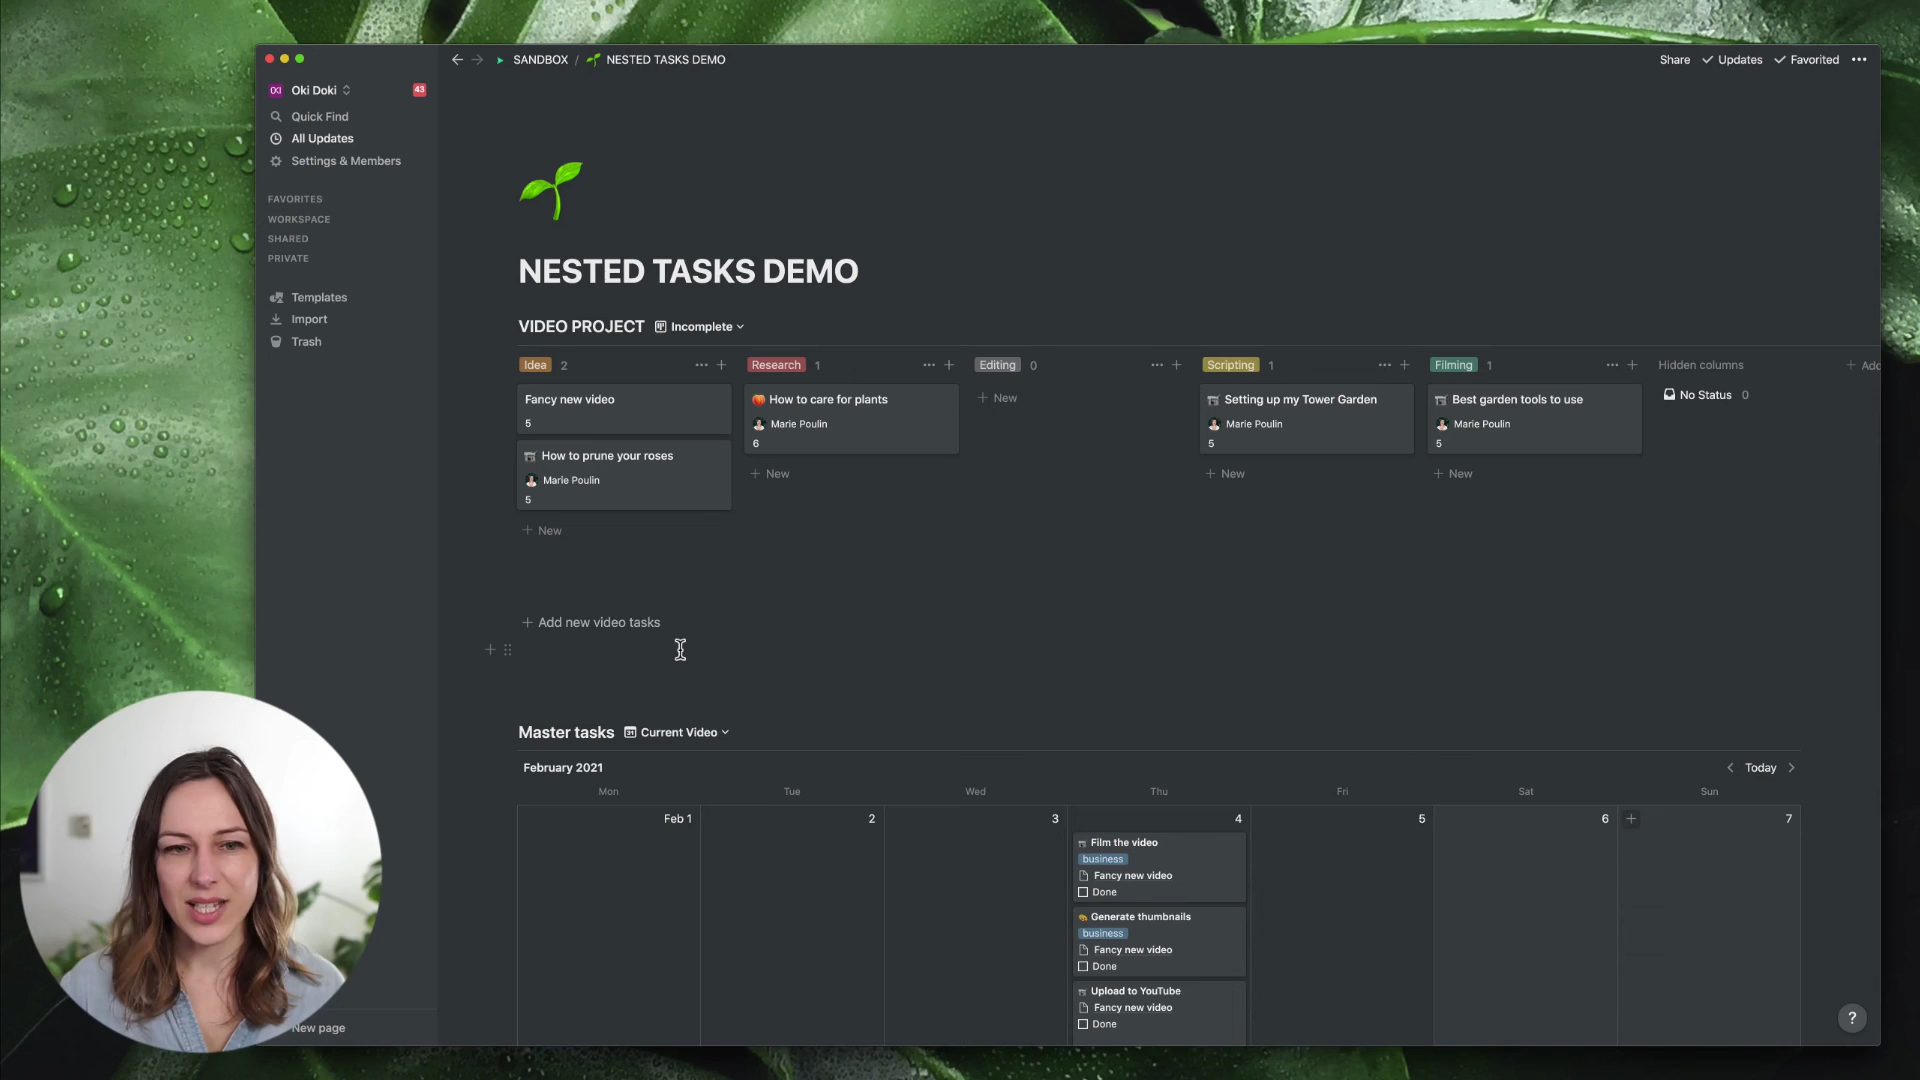 SANDBOX / NESTED TASKS DEMO
Share Updates Favorited
Oki Doki 43
Quick Find
All Updates
Settings & Members
FAVORITES
WORKSPACE
SHARED
PRIVATE
Templates
Import
Trash
New page
NESTED TASKS DEMO
VIDEO PROJECT Incomplete
Idea 2
Research 1
Editing 0
Scripting 1
Filming 1
Hidden columns
+ Add
Fancy new video
5
How to prune your roses
Marie Poulin
5
+ New
How to care for plants
Marie Poulin
6
+ New
+ New
Setting up my Tower Garden
Marie Poulin
5
+ New
Best garden tools to use
Marie Poulin
5
+ New
No Status 0
+ Add new video tasks
Master tasks 31 Current Video
February 2021
Today
Mon Tue Wed Thu Fri Sat Sun
Feb 1 2 3 4 5 6 7
Film the video
business
Fancy new video
Done
Generate thumbnails
business
Fancy new video
Done
Upload to YouTube
Fancy new video
Done
?